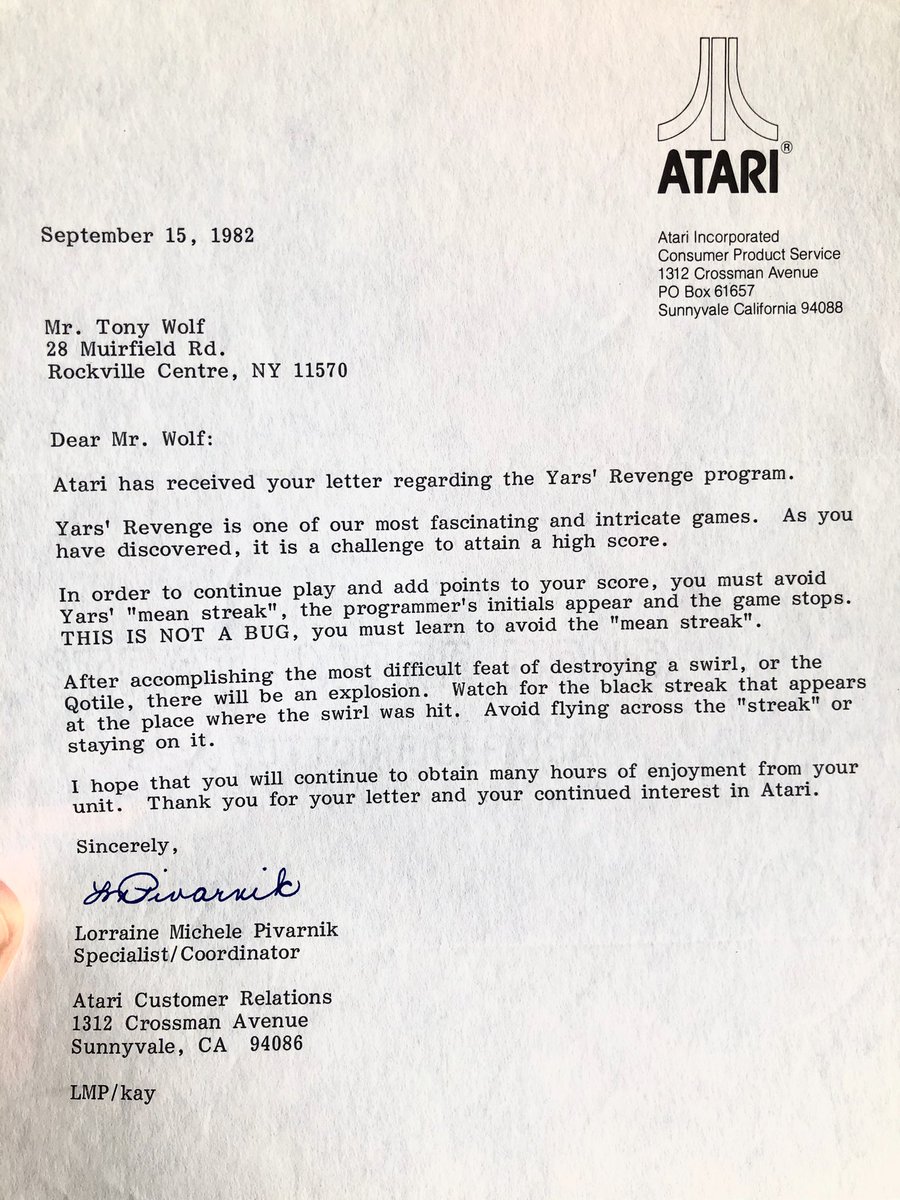 ATARI®
Atari Incorporated
Consumer Product Service
1312 Crossman Avenue
PO Box 61657
Sunnyvale California 94088
September 15, 1982
Mr. Tony Wolf
28 Muirfield Rd.
Rockville Centre, NY 11570
Dear Mr. Wolf:
Atari has received your letter regarding the Yars' Revenge program.
Yars' Revenge is one of our most fascinating and intricate games. As you
have discovered, it is a challenge to attain a high score.
In order to continue play and add points to your score, you must avoid
Yars' "mean streak", the programmer's initials appear and the game stops.
THIS IS NOT A BUG, you must learn to avoid the "mean streak".
After accomplishing the most difficult feat of destroying a swirl, or the
Qotile, there will be an explosion. Watch for the black streak that appears
at the place where the swirl was hit. Avoid flying across the "streak" or
staying on it.
I hope that you will continue to obtain many hours of enjoyment from your
unit. Thank you for your letter and your continued interest in Atari.
Sincerely,
LMPivarnik
Lorraine Michele Pivarnik
Specialist/Coordinator
Atari Customer Relations
1312 Crossman Avenue
Sunnyvale, CA 94086
LMP/kay